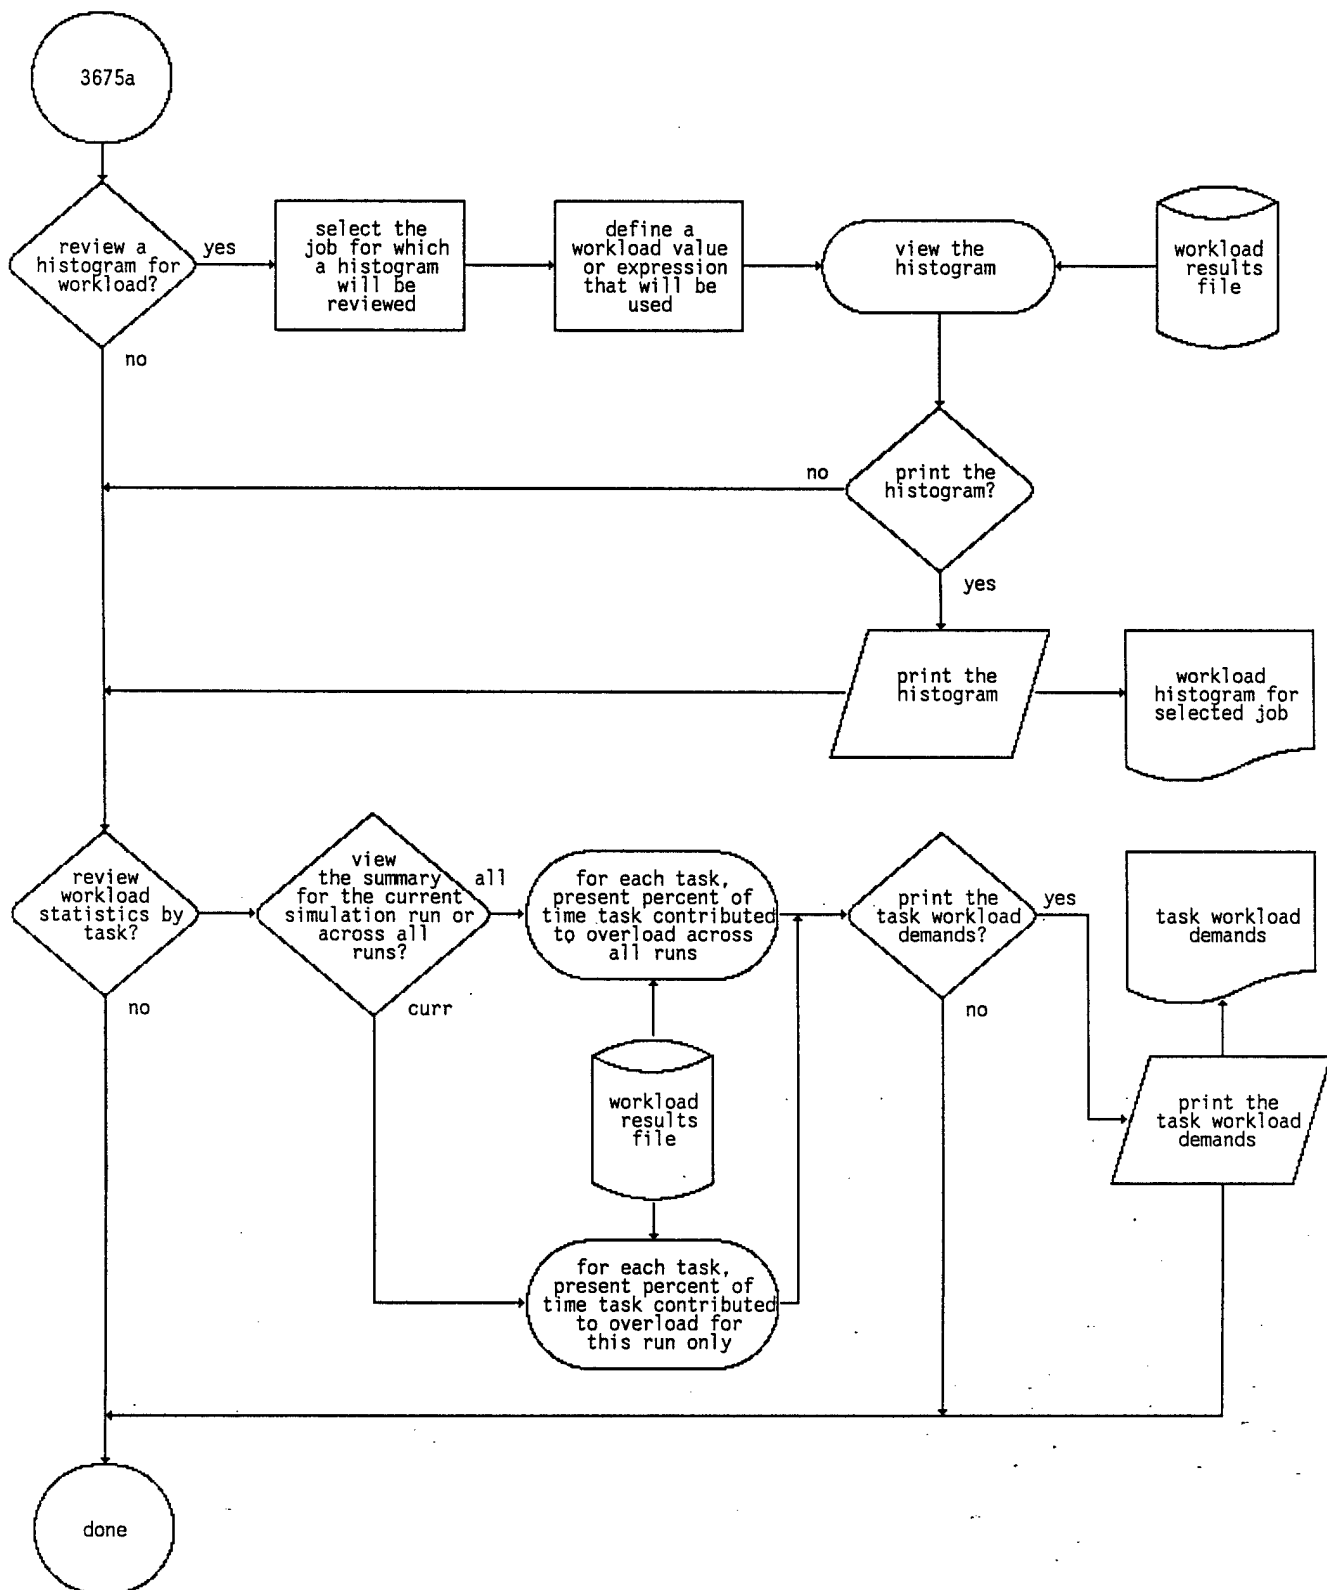 3675a
review a
histogram for
workload?
yes
no
select the
job for which
a histogram
will be
reviewed
define a
workload value
or expression
that will be
used
view the
histogram
workload
results
file
print the
histogram?
no
yes
print the
histogram
workload
histogram for
selected job
review
workload
statistics by
task?
no
view
the summary
for the current
simulation run or
across all
runs?
all
curr
for each task,
present percent of
time task contributed
to overload across
all runs
workload
results
file
for each task,
present percent of
time task contributed
to overload for
this run only
print the
task workload
demands?
yes
no
task workload
demands
print the
task workload
demands
done